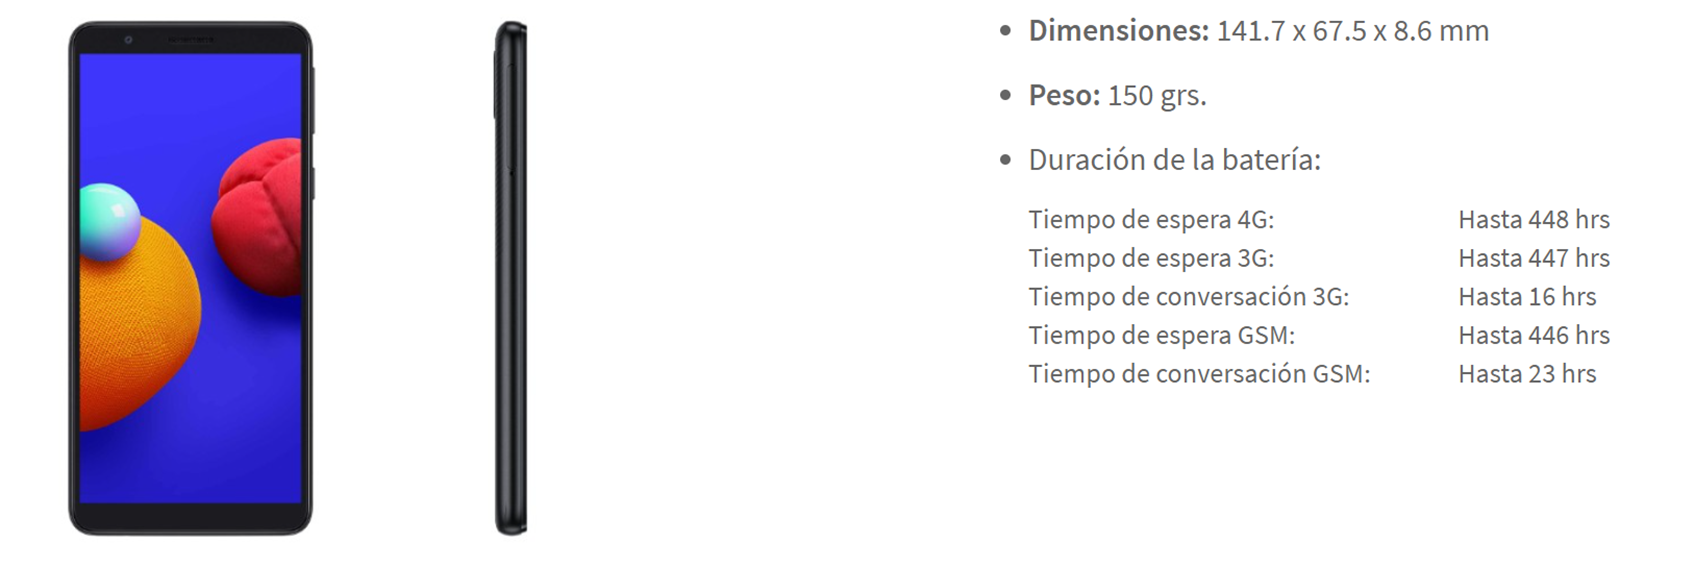 Dimensiones: 141.7 x 67.5 x 8.6 mm
Peso: 150 grs.
Duración de la batería:
Tiempo de espera 4G: Hasta 448 hrs
Tiempo de espera 3G: Hasta 447 hrs
Tiempo de conversación 3G: Hasta 16 hrs
Tiempo de espera GSM: Hasta 446 hrs
Tiempo de conversación GSM: Hasta 23 hrs